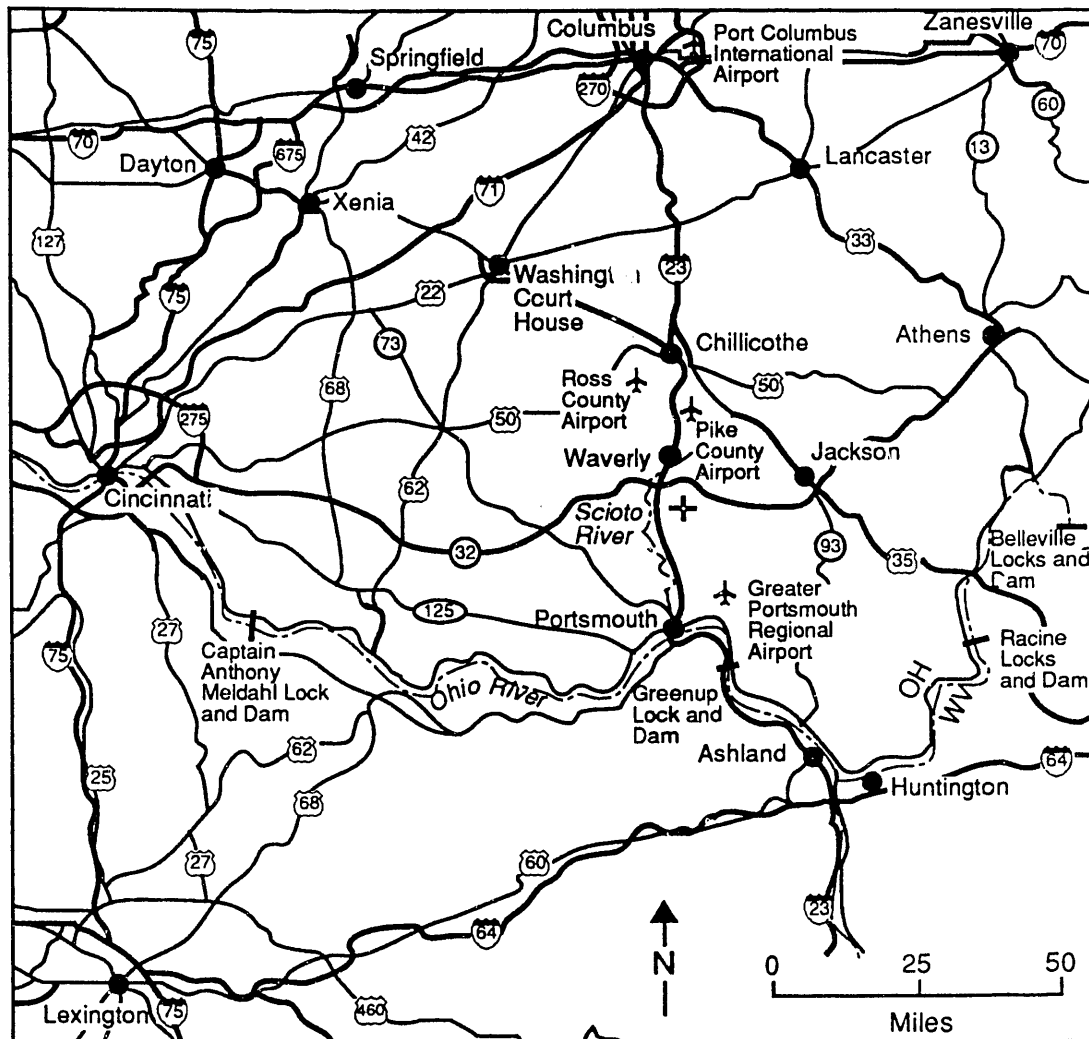 Columbus
Zanesville
75
Port Columbus
International
Airport
70
Springfield
270
60
70
42
13
675
Dayton
Lancaster
71
Xenia
127
33
23
Washingt n
Court
House
75
22
Athens
73
Chillicothe
68
50
Ross
County
Airport
275
50
Pike
County
Airport
Waverly
Jackson
Cincinnati
62
Scioto
River
32
93
35
Belleville
Locks and
Dam
125
Greater
Portsmouth
Regional
Airport
Portsmouth
27
75
Captain
Anthony
Meldahl Lock
and Dam
Racine
Locks
and Dam
Ohio River
Greenup
Lock and
Dam
OH
WV
62
Ashland
64
25
Huntington
68
27
60
23
64
N
0 25 50
Miles
Lexington
75
460